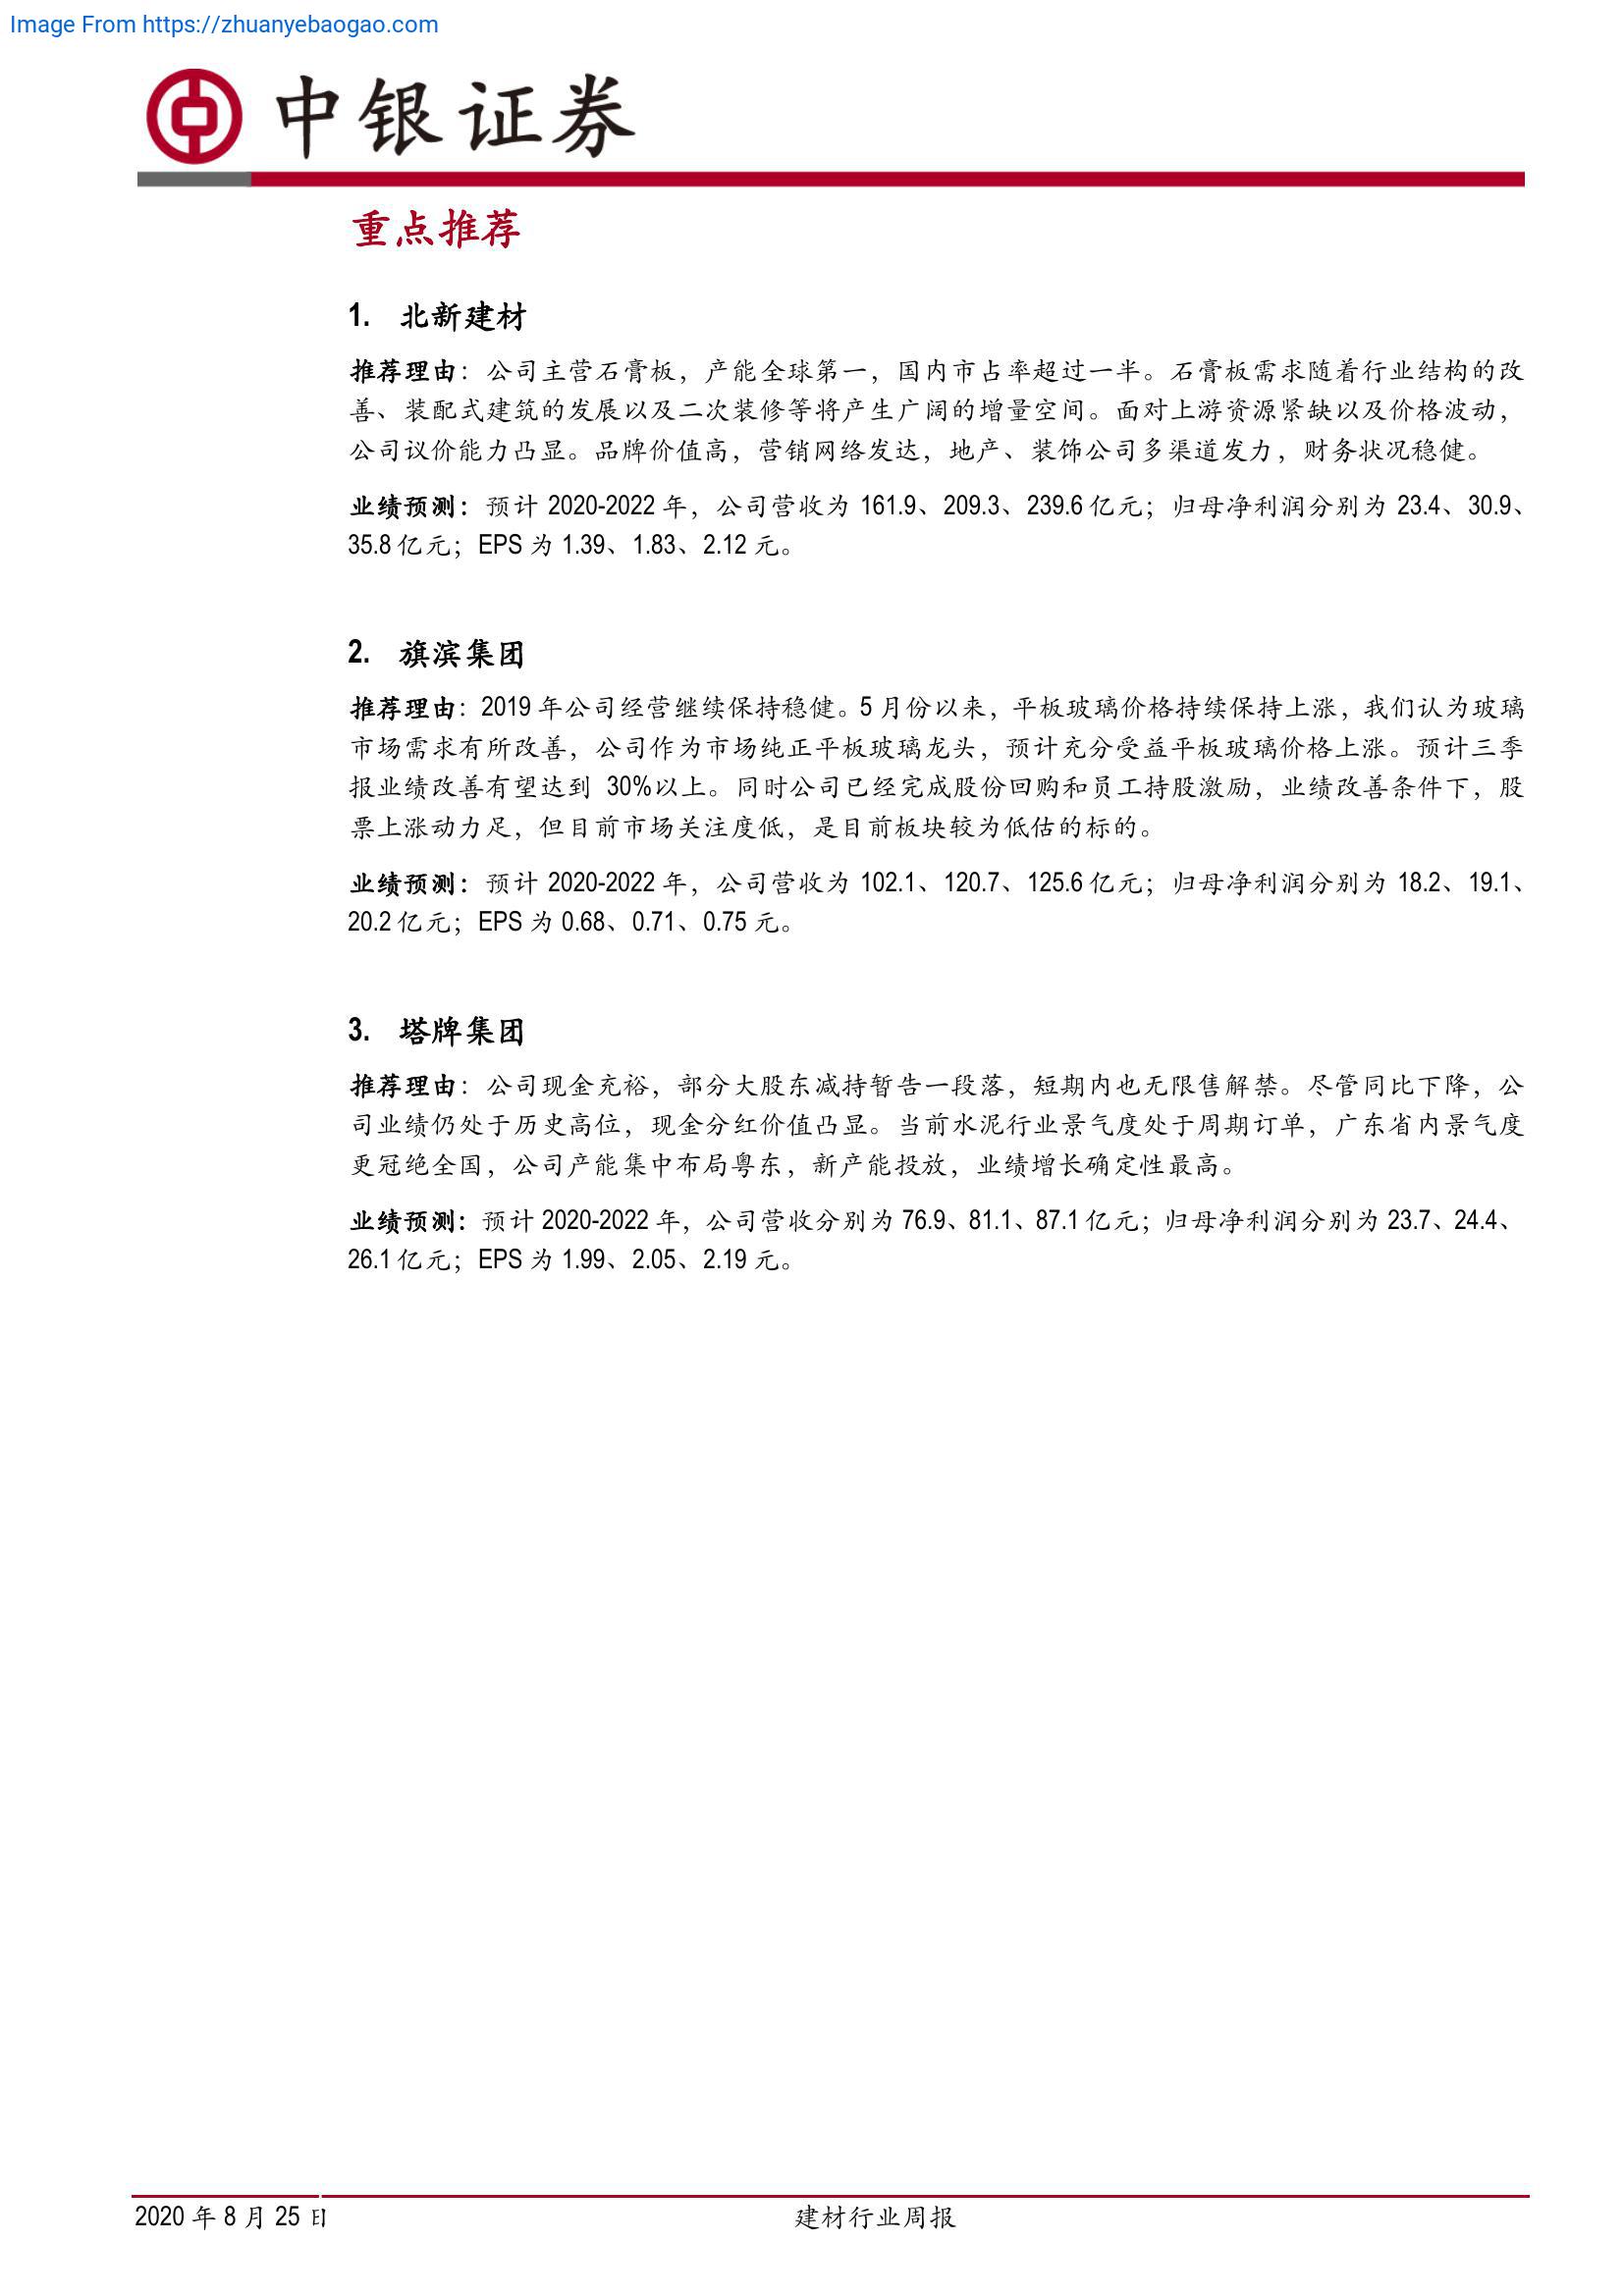 Image From https://zhuanyebaogao.com
中银证券
重点推荐
1. 北新建材
推荐理由：公司主营石膏板，产能全球第一，国内市占率超过一半。石膏板需求随着行业结构的改
善、装配式建筑的发展以及二次装修等将产生广阔的增量空间。面对上游资源紧缺以及价格波动，
公司议价能力凸显。品牌价值高，营销网络发达，地产、装饰公司多渠道发力，财务状况稳健。
业绩预测：预计 2020-2022 年，公司营收为 161.9、209.3、239.6 亿元；归母净利润分别为 23.4、30.9、
35.8 亿元；EPS 为 1.39、1.83、2.12 元。
2. 旗滨集团
推荐理由：2019 年公司经营继续保持稳健。5 月份以来，平板玻璃价格持续保持上涨，我们认为玻璃
市场需求有所改善，公司作为市场纯正平板玻璃龙头，预计充分受益平板玻璃价格上涨。预计三季
报业绩改善有望达到 30%以上。同时公司已经完成股份回购和员工持股激励，业绩改善条件下，股
票上涨动力足，但目前市场关注度低，是目前板块较为低估的标的。
业绩预测：预计 2020-2022 年，公司营收为 102.1、120.7、125.6 亿元；归母净利润分别为 18.2、19.1、
20.2 亿元；EPS 为 0.68、0.71、0.75 元。
3. 塔牌集团
推荐理由：公司现金充裕，部分大股东减持暂告一段落，短期内也无限售解禁。尽管同比下降，公
司业绩仍处于历史高位，现金分红价值凸显。当前水泥行业景气度处于周期订单，广东省内景气度
更冠绝全国，公司产能集中布局粤东，新产能投放，业绩增长确定性最高。
业绩预测：预计 2020-2022 年，公司营收分别为 76.9、81.1、87.1 亿元；归母净利润分别为 23.7、24.4、
26.1 亿元；EPS 为 1.99、2.05、2.19 元。
2020 年 8 月 25 日
建材行业周报